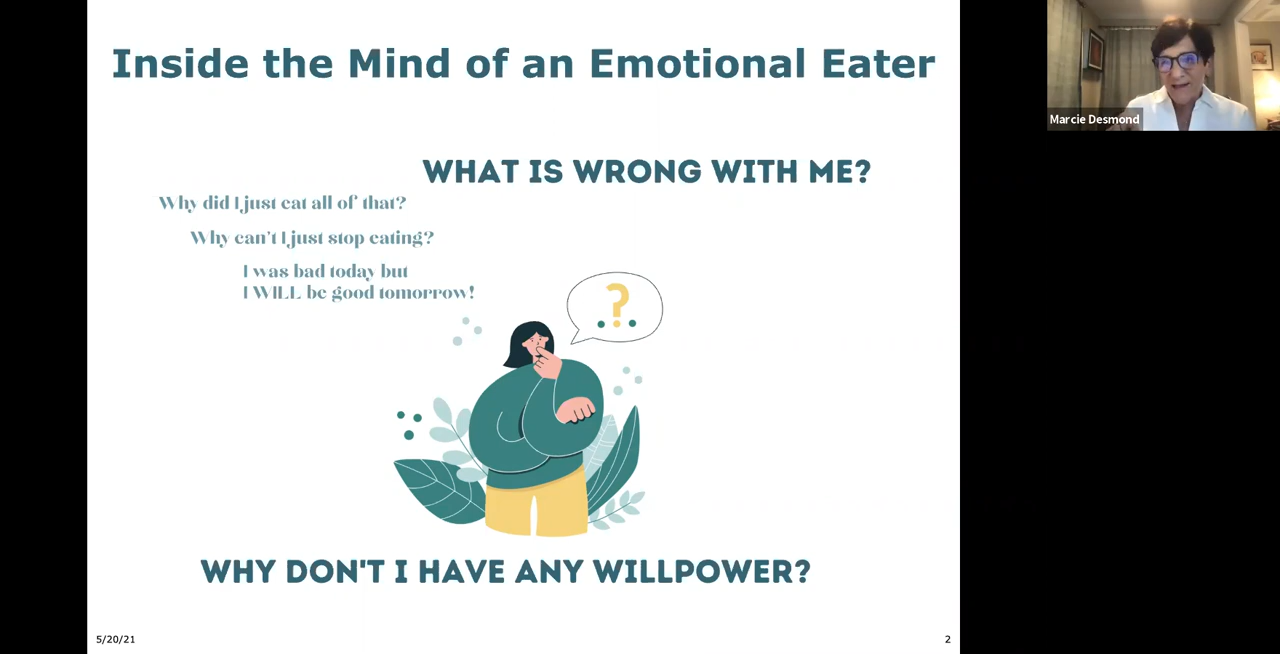 Inside the Mind of an Emotional Eater
Marcie Desmond
WHAT IS WRONG WITH ME?
Why did I just eat all of that?
Why can't I just stop eating?
I was bad today but
I WILL be good tomorrow!
?
WHY DON'T I HAVE ANY WILLPOWER?
5/20/21
2